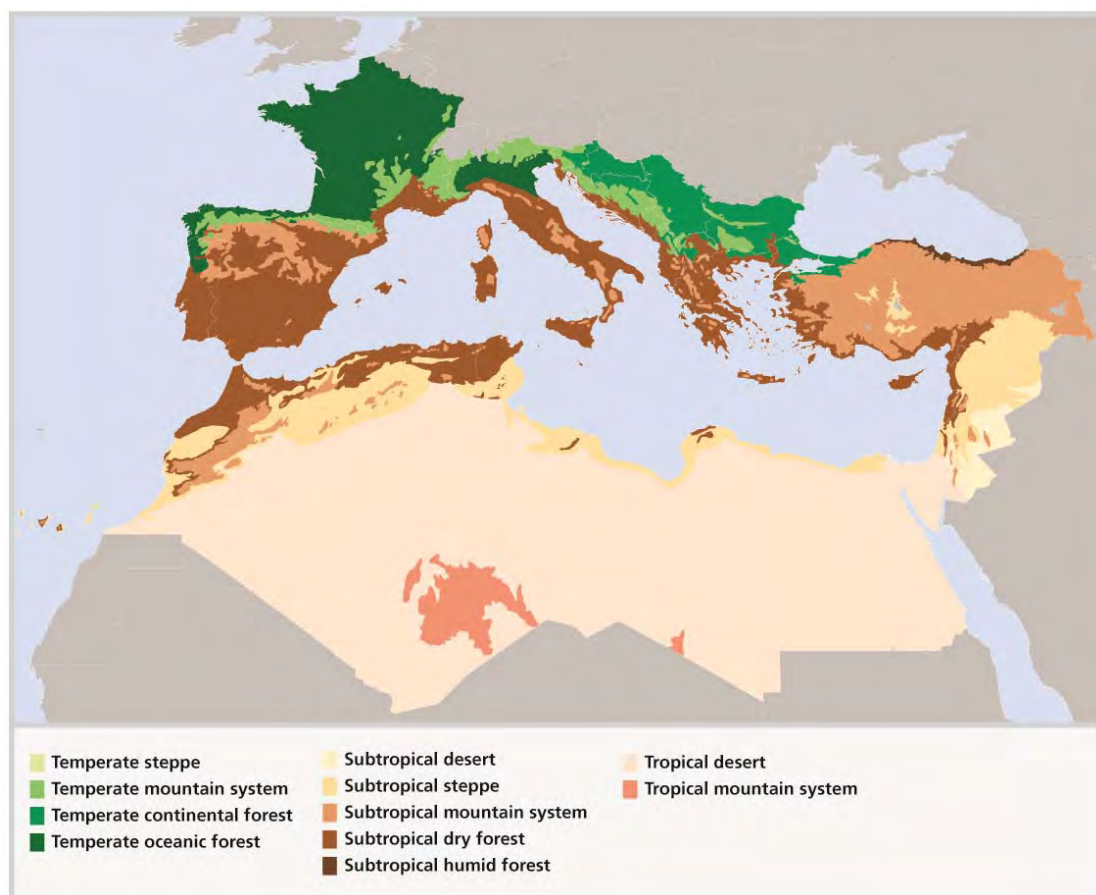 Temperate steppe
Temperate mountain system
Temperate continental forest
Temperate oceanic forest
Subtropical desert
Subtropical steppe
Subtropical mountain system
Subtropical dry forest
Subtropical humid forest
Tropical desert
Tropical mountain system